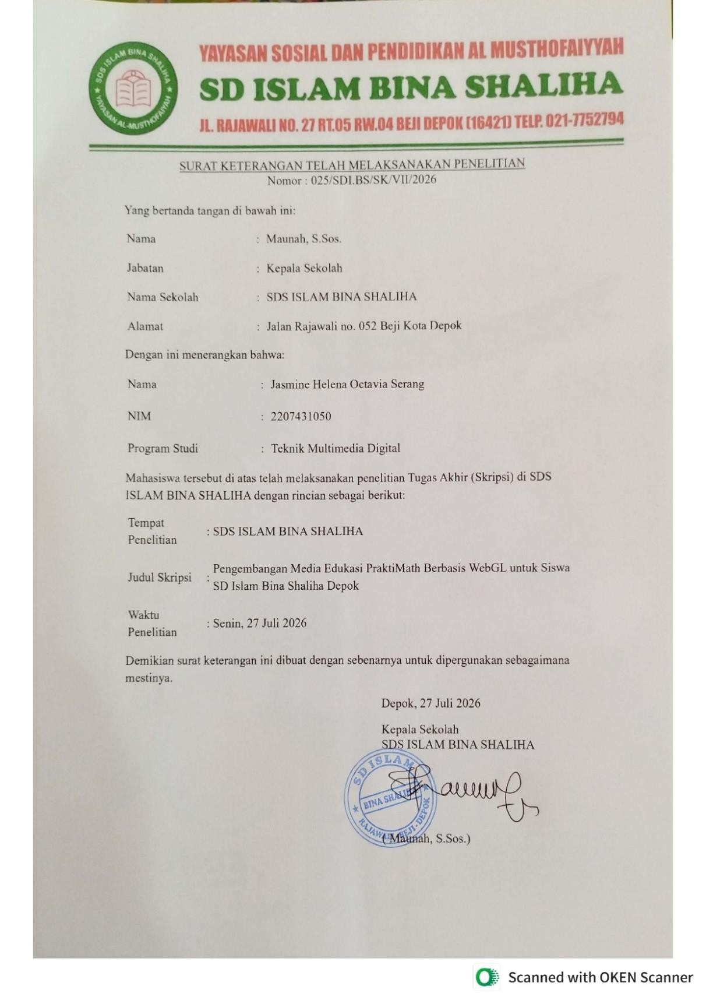 SDS ISLAM BINA SHALIHA
YAYASAN AL-MUSTHOFAIYAH
YAYASAN SOSIAL DAN PENDIDIKAN AL MUSTHOFAIYYAH
SD ISLAM BINA SHALIHA
JL. RAJAWALI NO. 27 RT.05 RW.04 BEJI DEPOK (16421) TELP. 021-7752794
SURAT KETERANGAN TELAH MELAKSANAKAN PENELITIAN
Nomor : 025/SDI.BS/SK/VII/2026
Yang bertanda tangan di bawah ini:
Nama : Maunah, S.Sos.
Jabatan : Kepala Sekolah
Nama Sekolah : SDS ISLAM BINA SHALIHA
Alamat : Jalan Rajawali no. 052 Beji Kota Depok
Dengan ini menerangkan bahwa:
Nama : Jasmine Helena Octavia Serang
NIM : 2207431050
Program Studi : Teknik Multimedia Digital
Mahasiswa tersebut di atas telah melaksanakan penelitian Tugas Akhir (Skripsi) di SDS
ISLAM BINA SHALIHA dengan rincian sebagai berikut:
Tempat
Penelitian : SDS ISLAM BINA SHALIHA
Judul Skripsi : Pengembangan Media Edukasi PraktiMath Berbasis WebGL untuk Siswa
SD Islam Bina Shaliha Depok
Waktu
Penelitian : Senin, 27 Juli 2026
Demikian surat keterangan ini dibuat dengan sebenarnya untuk dipergunakan sebagaimana
mestinya.
Depok, 27 Juli 2026
Kepala Sekolah
SDS ISLAM BINA SHALIHA
SD ISLAM
BINA SHALIHA
RAJAWALI BEJI - DEPOK
( Maunah, S.Sos.)
Scanned with OKEN Scanner